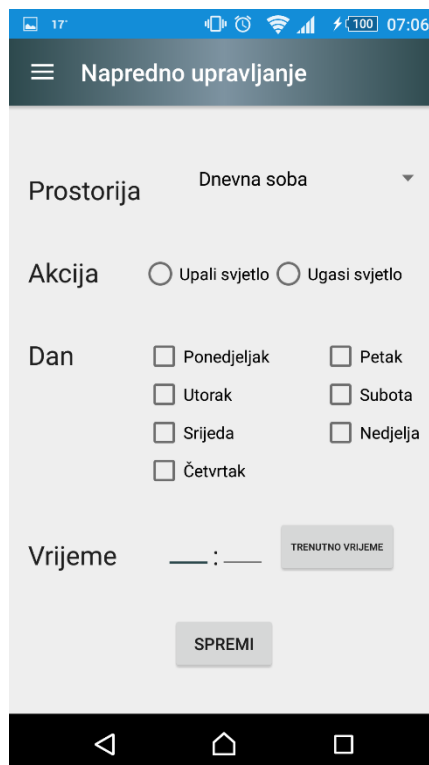 17° 100 07:06
Napredno upravljanje
Prostorija Dnevna soba
Akcija Upali svjetlo Ugasi svjetlo
Dan Ponedjeljak Petak
Utorak Subota
Srijeda Nedjelja
Četvrtak
Vrijeme : TRENUTNO VRIJEME
SPREMI